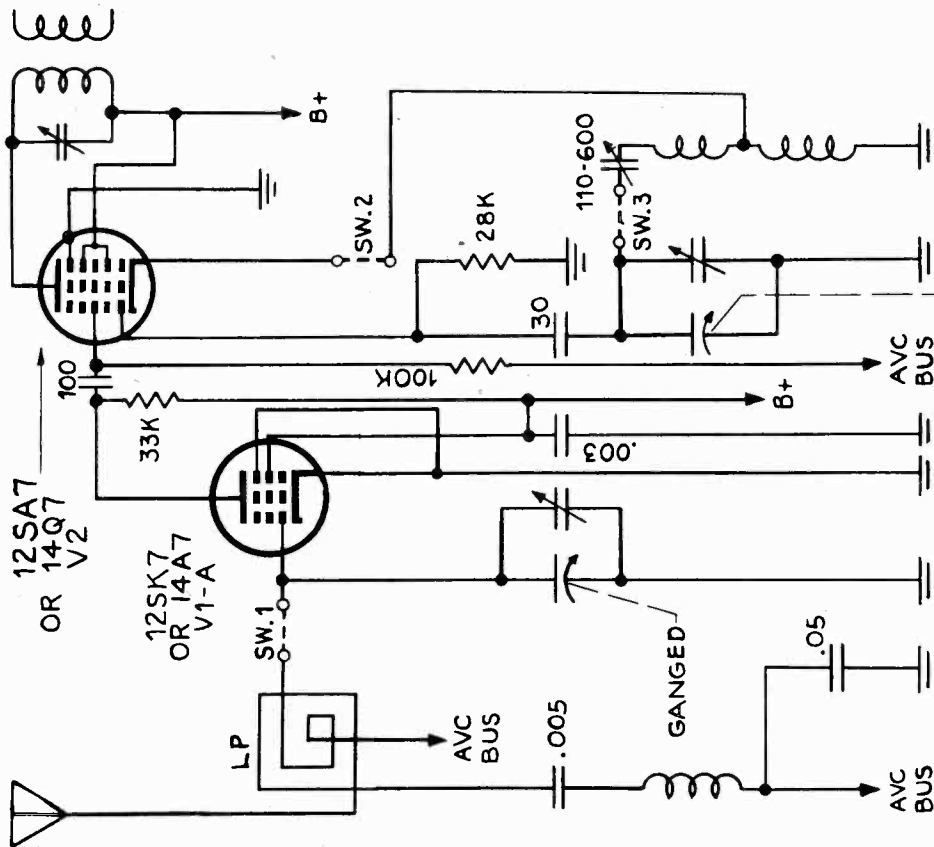 12SA7
OR 14Q7
V2
100
33K
12SK7
OR 14A7
V1-A
SW.1
LP
AVC
BUS
.005
GANGED
.05
AVC
BUS
.003
B+
100K
AVC
BUS
30
28K
SW.2
SW.3
110-600
B+